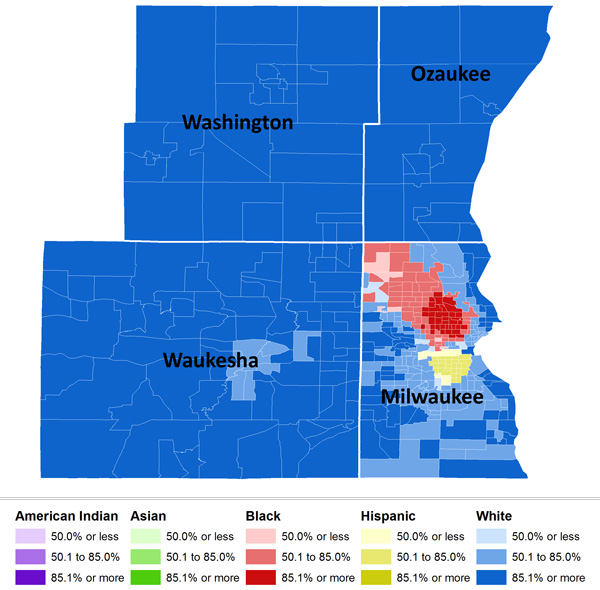 Ozaukee
Washington
Waukesha
Milwaukee
American Indian Asian Black Hispanic White
50.0% or less 50.0% or less 50.0% or less 50.0% or less 50.0% or less
50.1 to 85.0% 50.1 to 85.0% 50.1 to 85.0% 50.1 to 85.0% 50.1 to 85.0%
85.1% or more 85.1% or more 85.1% or more 85.1% or more 85.1% or more